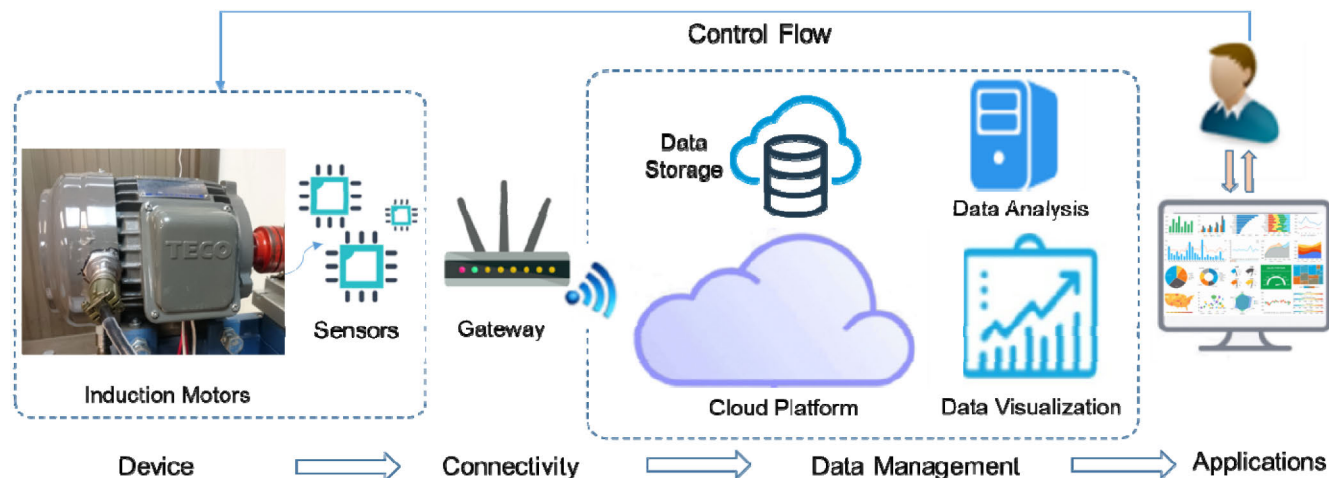 Control Flow
TECO
Sensors
Induction Motors
Gateway
Data
Storage
Data Analysis
Cloud Platform
Data Visualization
Device
Connectivity
Data Management
Applications